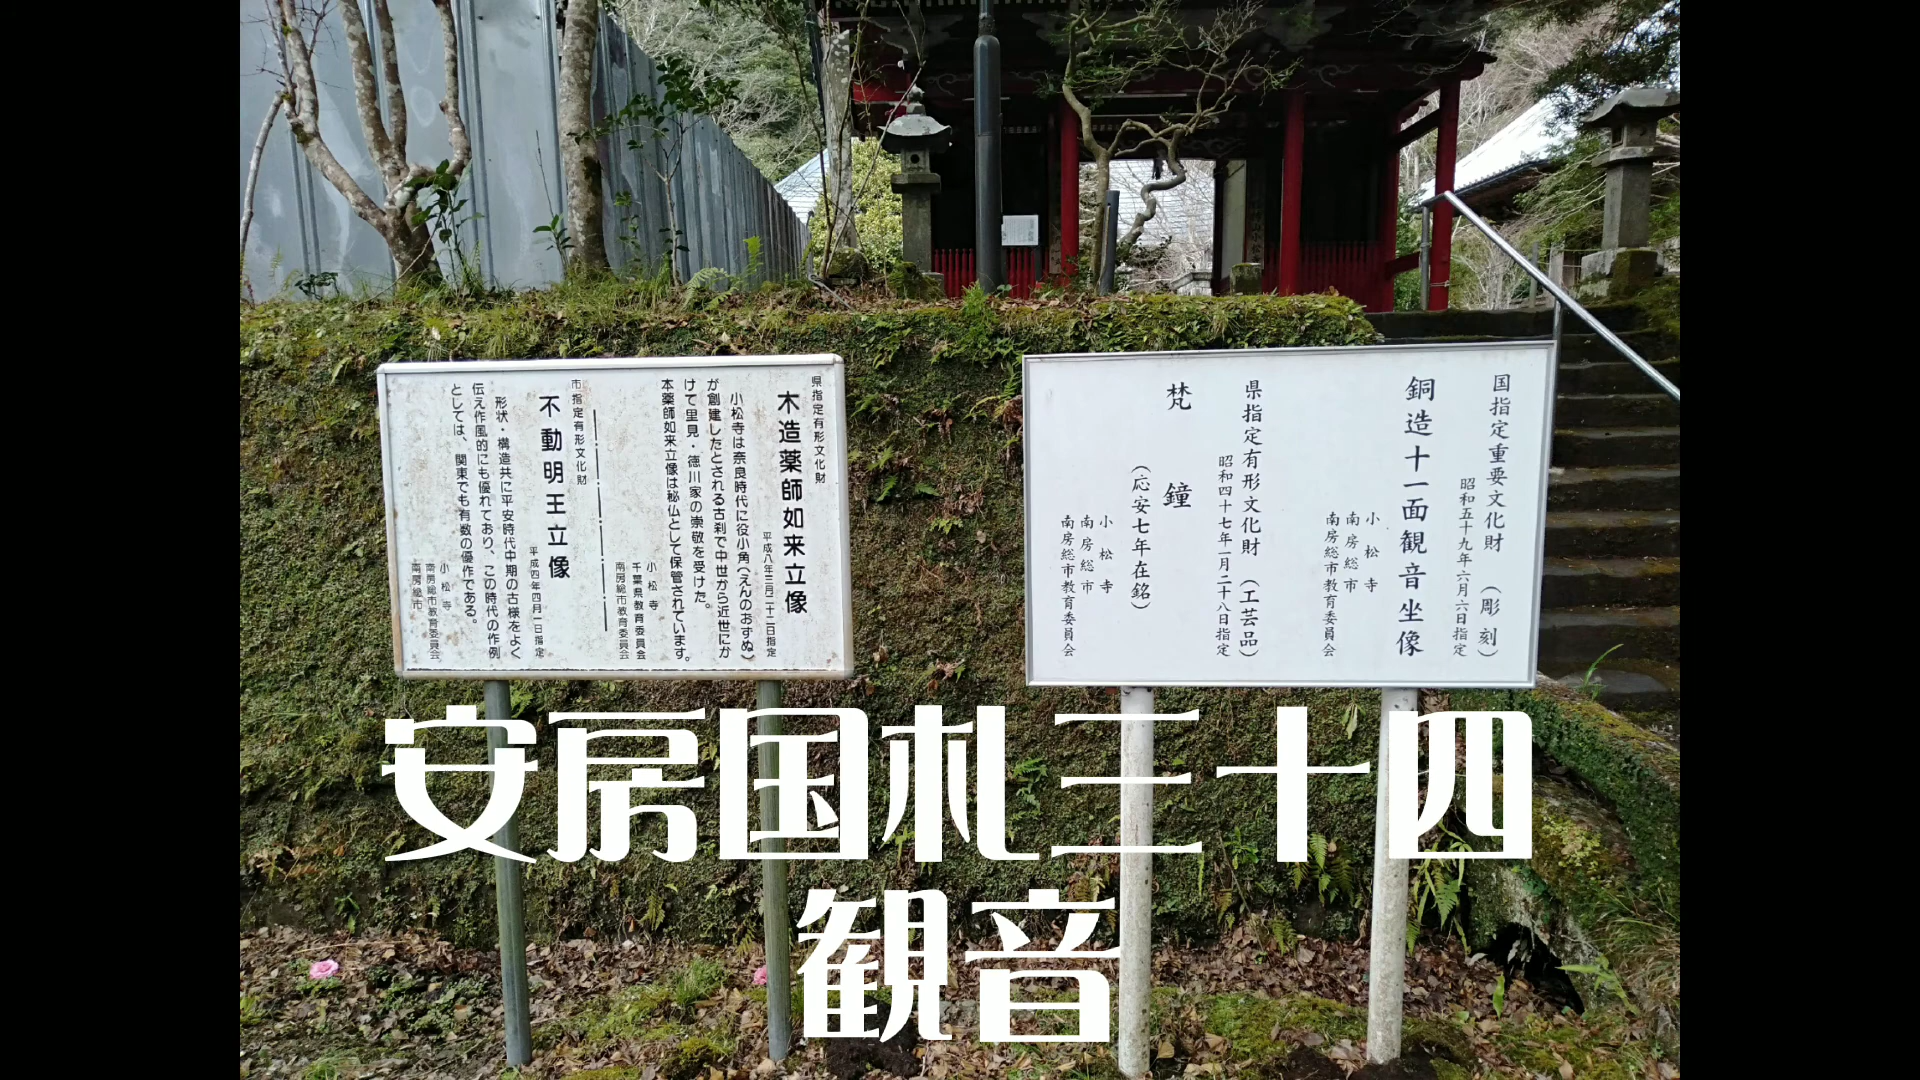 県指定有形文化財
木造薬師如来立像
平成八年三月二十二日指定
小松寺は奈良時代に役小角(えんのおずぬ)
が創建したとされる古刹で中世から近世にか
けて里見・徳川家の崇敬を受けた。
本薬師如来立像は秘仏として保管されています。
小松寺
千葉県教育委員会
南房総市教育委員会
市指定有形文化財
不動明王立像
平成四年四月一日指定
形状・構造共に平安時代中期の古様をよく
伝え作風的にも優れており、この時代の作例
としては、関東でも有数の優作である。
小松寺
南房総市教育委員会
南房総市
国指定重要文化財 (彫刻)
昭和五十九年六月六日指定
銅造十一面観音坐像
小松寺
南房総市
南房総市教育委員会
県指定有形文化財 (工芸品)
昭和四十七年一月二十八日指定
梵鐘
(応安七年在銘)
小松寺
南房総市
南房総市教育委員会
安房国札三十四
観音